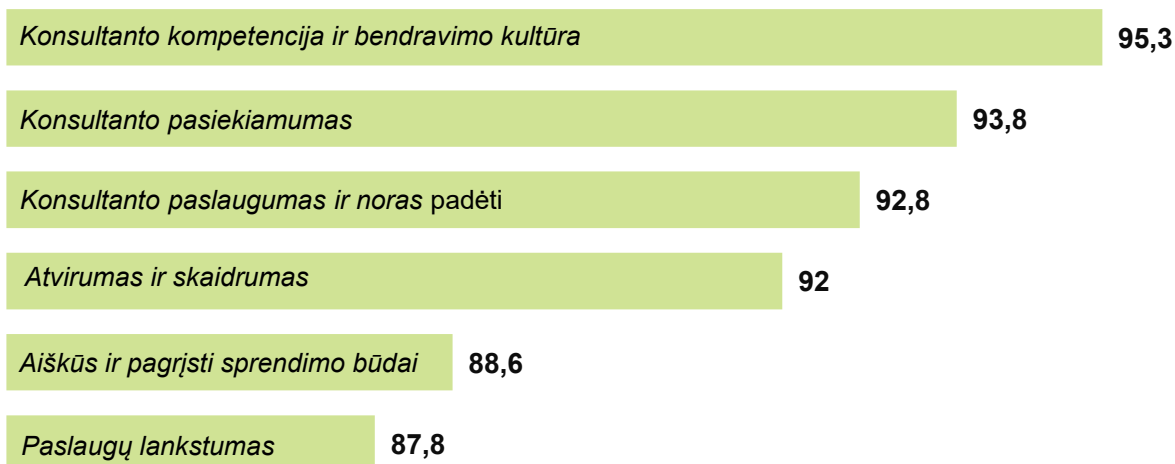 Konsultanto kompetencija ir bendravimo kultūra 95,3
Konsultanto pasiekiamumas 93,8
Konsultanto paslaugumas ir noras padėti 92,8
Atvirumas ir skaidrumas 92
Aiškūs ir pagrįsti sprendimo būdai 88,6
Paslaugų lankstumas 87,8